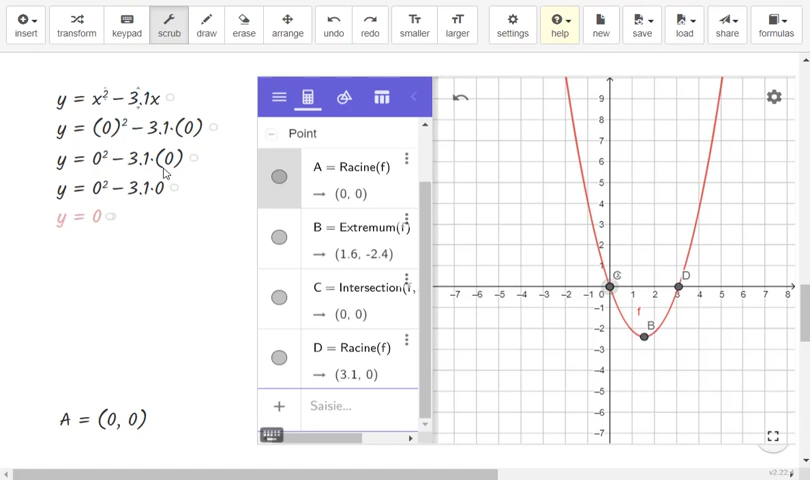 insert transform keypad scrub draw erase arrange undo redo smaller larger settings help new save load share formulas
y = x² − 3.1x
y = (0)² − 3.1·(0)
y = 0² − 3.1·(0)
y = 0² − 3.1·0
y = 0
A = (0, 0)
Point
A = Racine(f)
→ (0, 0)
B = Extremum(f)
→ (1.6, -2.4)
C = Intersection(f,
→ (0, 0)
D = Racine(f)
→ (3.1, 0)
Saisie...
9
8
7
6
5
4
3
2
1
C D
−7 −6 −5 −4 −3 −2 −1 0 1 2 3 4 5 6 7 8
−1
f
B
−2
−3
−4
−5
−6
−7